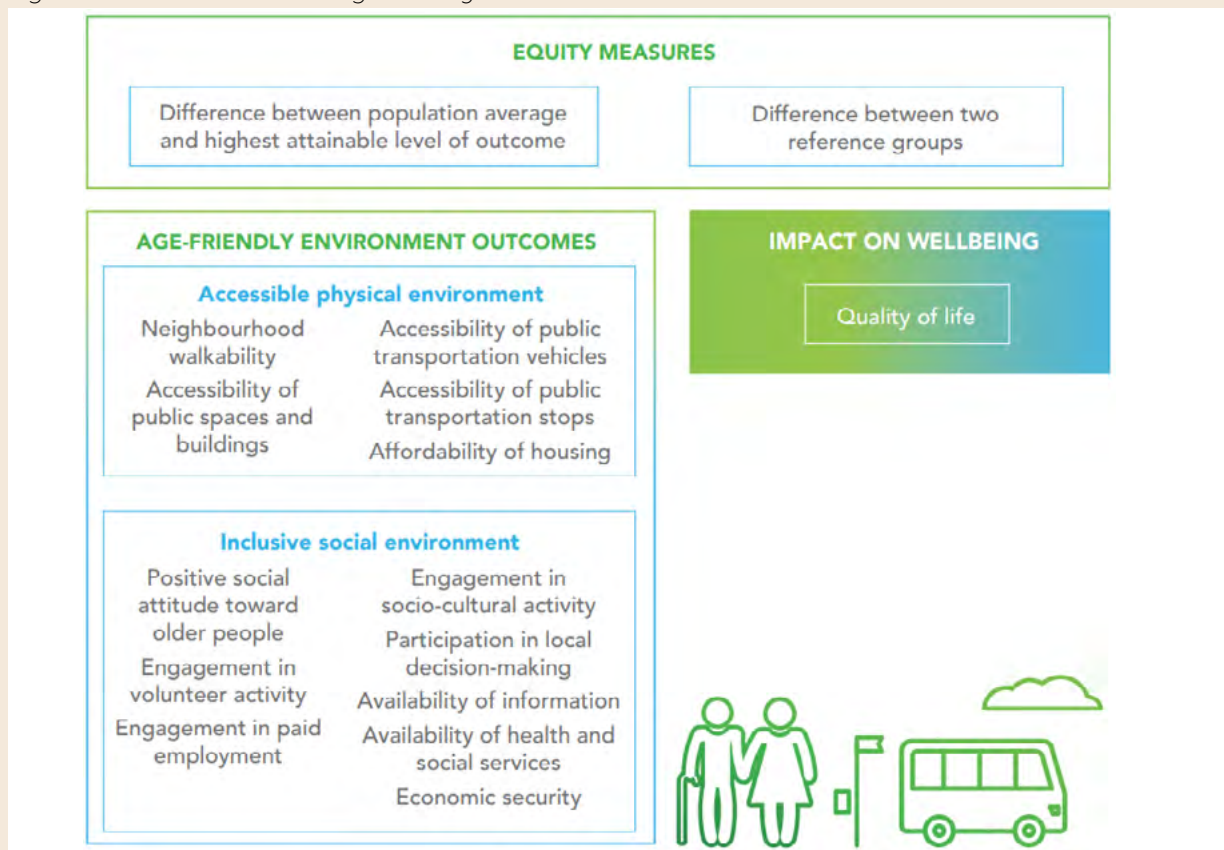 EQUITY MEASURES
Difference between population average
and highest attainable level of outcome
Difference between two
reference groups
AGE-FRIENDLY ENVIRONMENT OUTCOMES
Accessible physical environment
Neighbourhood
walkability
Accessibility of
public spaces and
buildings
Accessibility of public
transportation vehicles
Accessibility of public
transportation stops
Affordability of housing
Inclusive social environment
Positive social
attitude toward
older people
Engagement in
volunteer activity
Engagement in paid
employment
Engagement in
socio-cultural activity
Participation in local
decision-making
Availability of information
Availability of health and
social services
Economic security
IMPACT ON WELLBEING
Quality of life